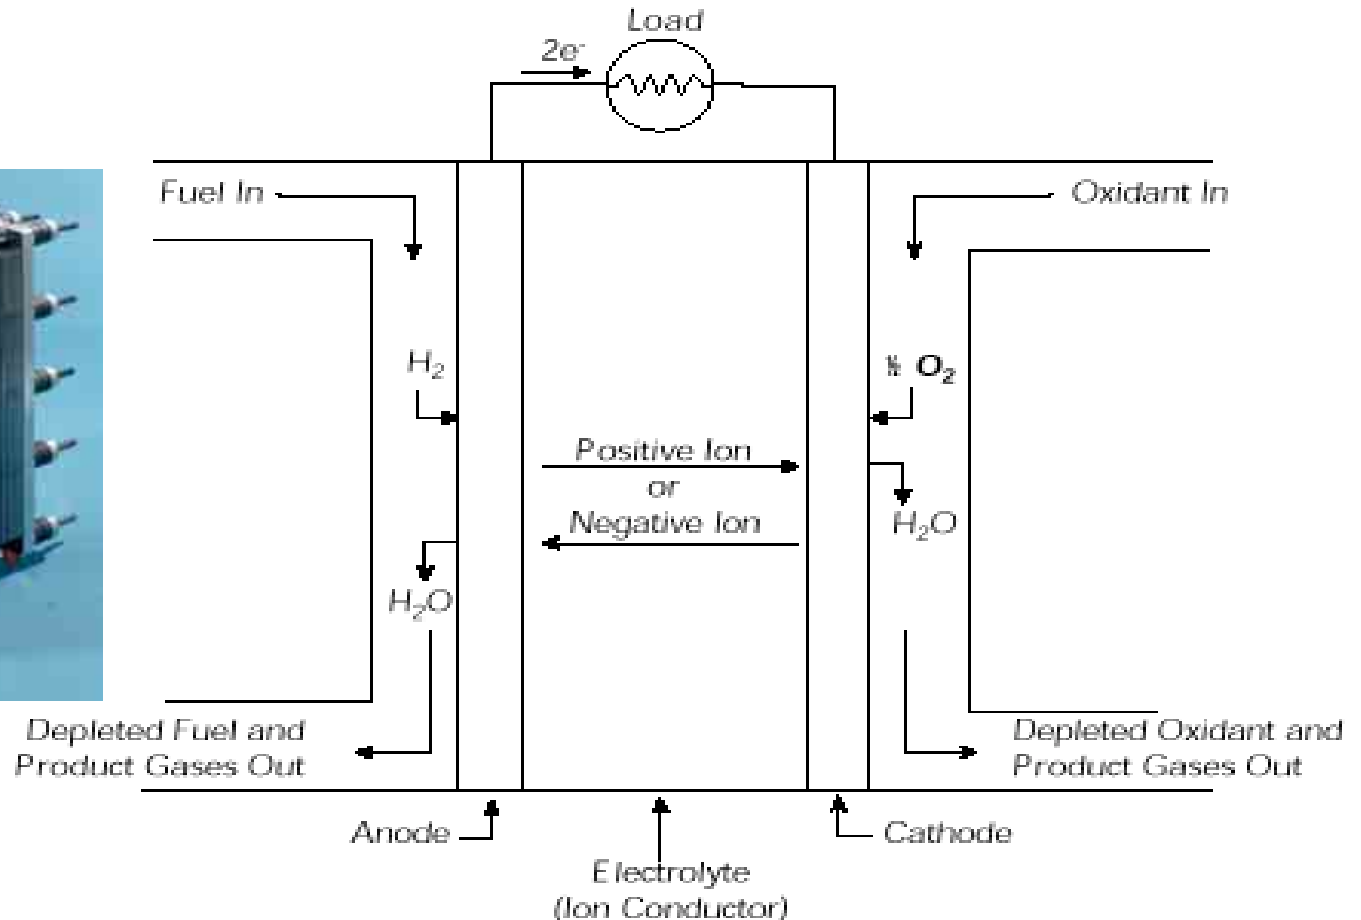 Load
2e-
Fuel In
Oxidant In
H2
½ O2
Positive Ion
or
Negative Ion
H2O
H2O
Depleted Fuel and
Product Gases Out
Depleted Oxidant and
Product Gases Out
Anode
Cathode
Electrolyte
(Ion Conductor)